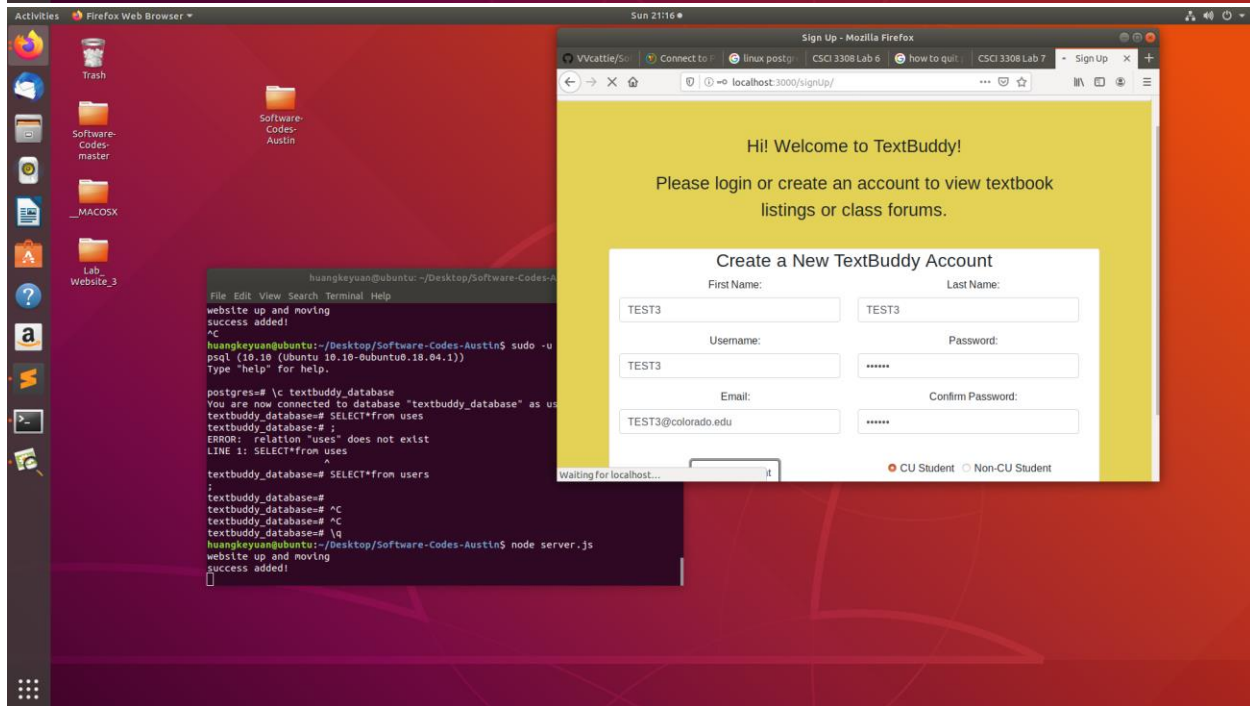 Activities
Firefox Web Browser
Sun 21:16
Trash
Software-
Codes-
master
Software-
Codes-
Austin
__MACOSX
Lab_
Website_3
huangkeyuan@ubuntu: ~/Desktop/Software-Codes-A
File Edit View Search Terminal Help
website up and moving
success added!
^C
huangkeyuan@ubuntu:~/Desktop/Software-Codes-Austin$ sudo -u
psql (10.10 (Ubuntu 10.10-0ubuntu0.18.04.1))
Type "help" for help.
postgres=# \c textbuddy_database
You are now connected to database "textbuddy_database" as us
textbuddy_database=# SELECT*from uses
textbuddy_database-# ;
ERROR: relation "uses" does not exist
LINE 1: SELECT*from uses
^
textbuddy_database=# SELECT*from users
;
textbuddy_database=#
textbuddy_database=# ^C
textbuddy_database=# ^C
textbuddy_database=# \q
huangkeyuan@ubuntu:~/Desktop/Software-Codes-Austin$ node server.js
website up and moving
success added!
Sign Up - Mozilla Firefox
VVcattie/So
Connect to P
linux postgr
CSCI 3308 Lab 6
how to quit
CSCI 3308 Lab 7
Sign Up
localhost:3000/signUp/
Hi! Welcome to TextBuddy!
Please login or create an account to view textbook
listings or class forums.
Create a New TextBuddy Account
First Name: Last Name:
TEST3 TEST3
Username: Password:
TEST3 ••••••
Email: Confirm Password:
TEST3@colorado.edu ••••••
CU Student Non-CU Student
Waiting for localhost...